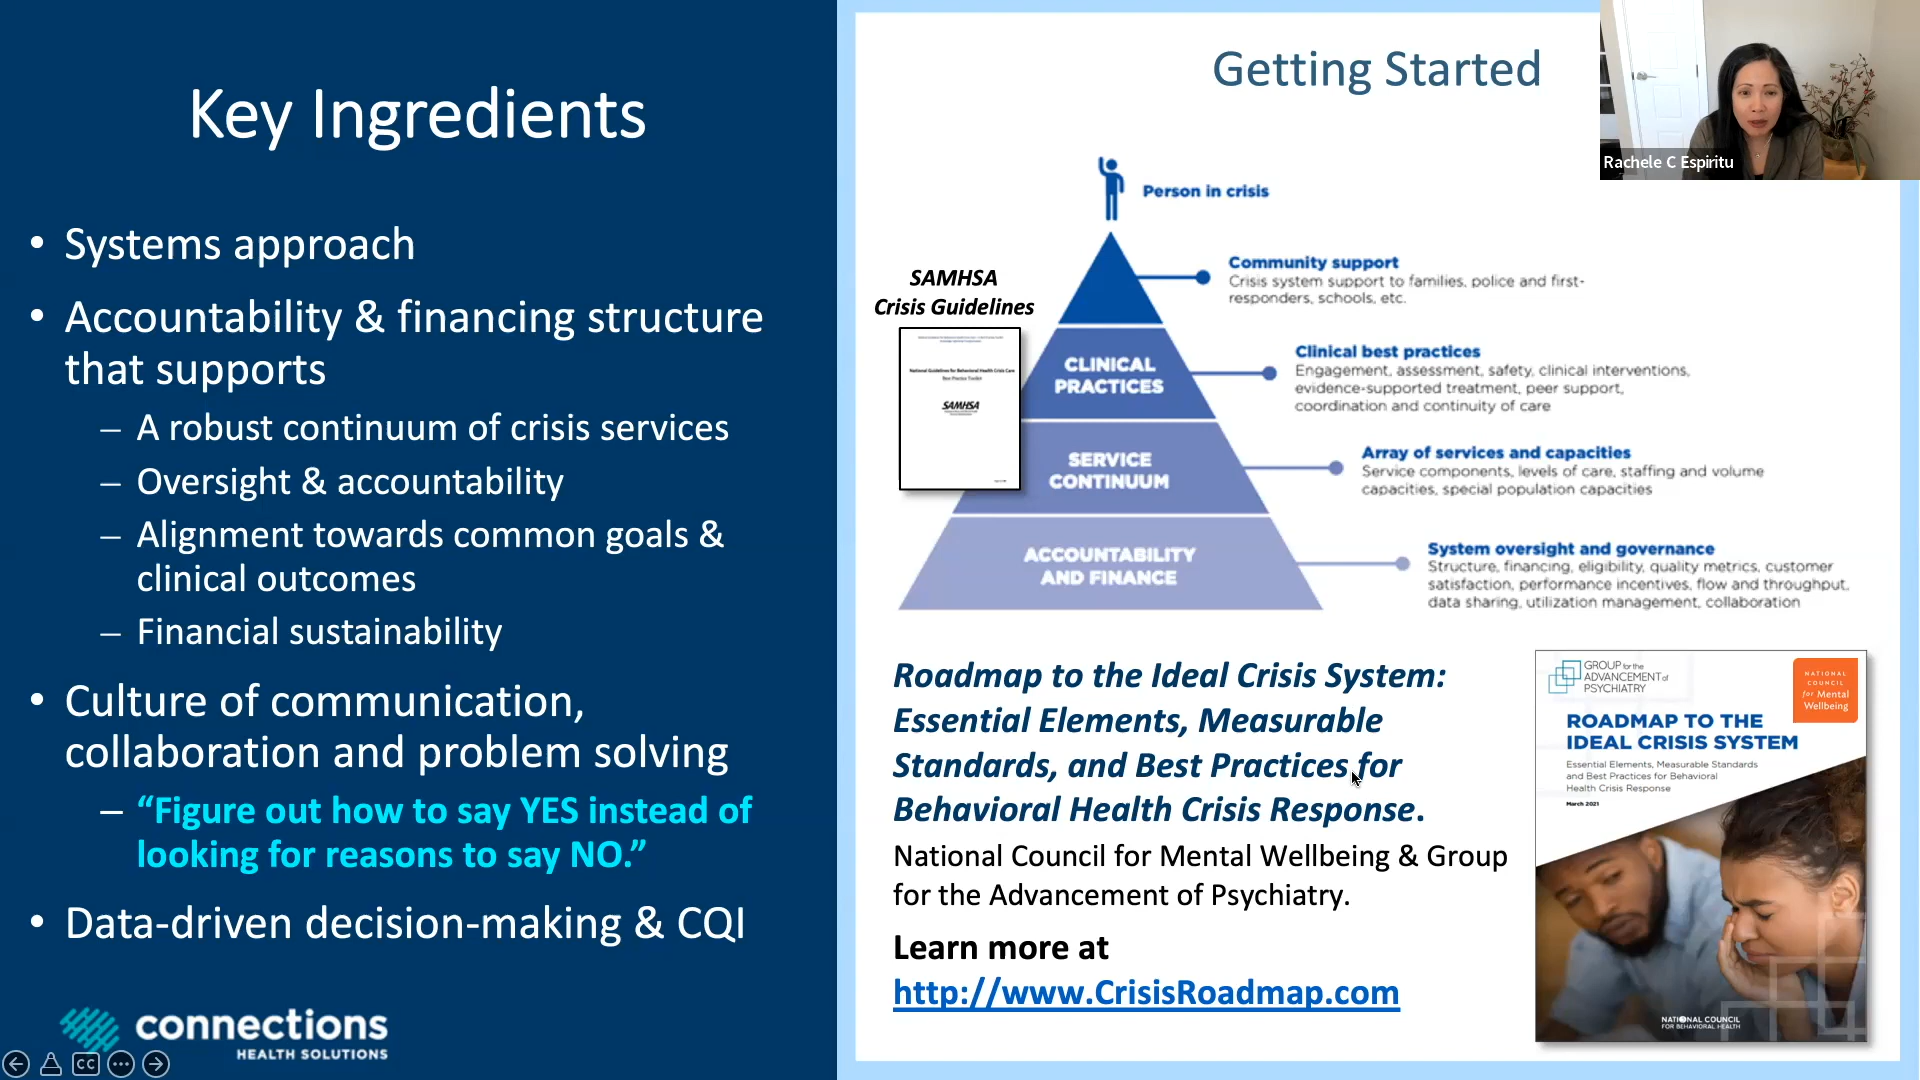 Key Ingredients
• Systems approach
• Accountability & financing structure
that supports
– A robust continuum of crisis services
– Oversight & accountability
– Alignment towards common goals &
clinical outcomes
– Financial sustainability
• Culture of communication,
collaboration and problem solving
– “Figure out how to say YES instead of
looking for reasons to say NO.”
• Data-driven decision-making & CQI
connections
HEALTH SOLUTIONS
CC
Getting Started
Rachele C Espiritu
Person in crisis
Community support
Crisis system support to families, police and first-
responders, schools, etc.
SAMHSA
Crisis Guidelines
National Guidelines for Behavioral Health Crisis Care
Best Practice Toolkit
SAMHSA
CLINICAL
PRACTICES
Clinical best practices
Engagement, assessment, safety, clinical interventions,
evidence-supported treatment, peer support,
coordination and continuity of care
SERVICE
CONTINUUM
Array of services and capacities
Service components, levels of care, staffing and volume
capacities, special population capacities
ACCOUNTABILITY
AND FINANCE
System oversight and governance
Structure, financing, eligibility, quality metrics, customer
satisfaction, performance incentives, flow and throughput,
data sharing, utilization management, collaboration
Roadmap to the Ideal Crisis System:
Essential Elements, Measurable
Standards, and Best Practices for
Behavioral Health Crisis Response.
National Council for Mental Wellbeing & Group
for the Advancement of Psychiatry.
Learn more at
http://www.CrisisRoadmap.com
GROUP for the
ADVANCEMENT of
PSYCHIATRY
NATIONAL
COUNCIL
for Mental
Wellbeing
ROADMAP TO THE
IDEAL CRISIS SYSTEM
Essential Elements, Measurable Standards
and Best Practices for Behavioral
Health Crisis Response
March 2021
NATIONAL COUNCIL
FOR BEHAVIORAL HEALTH